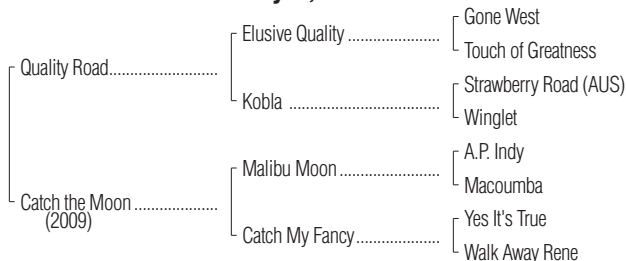 Gone West
Elusive Quality ....................
Touch of Greatness
Quality Road........................
Strawberry Road (AUS)
Kobla .................................
Winglet
A.P. Indy
Malibu Moon ......................
Macoumba
Catch the Moon ..................
(2009)
Yes It's True
Catch My Fancy..................
Walk Away Rene